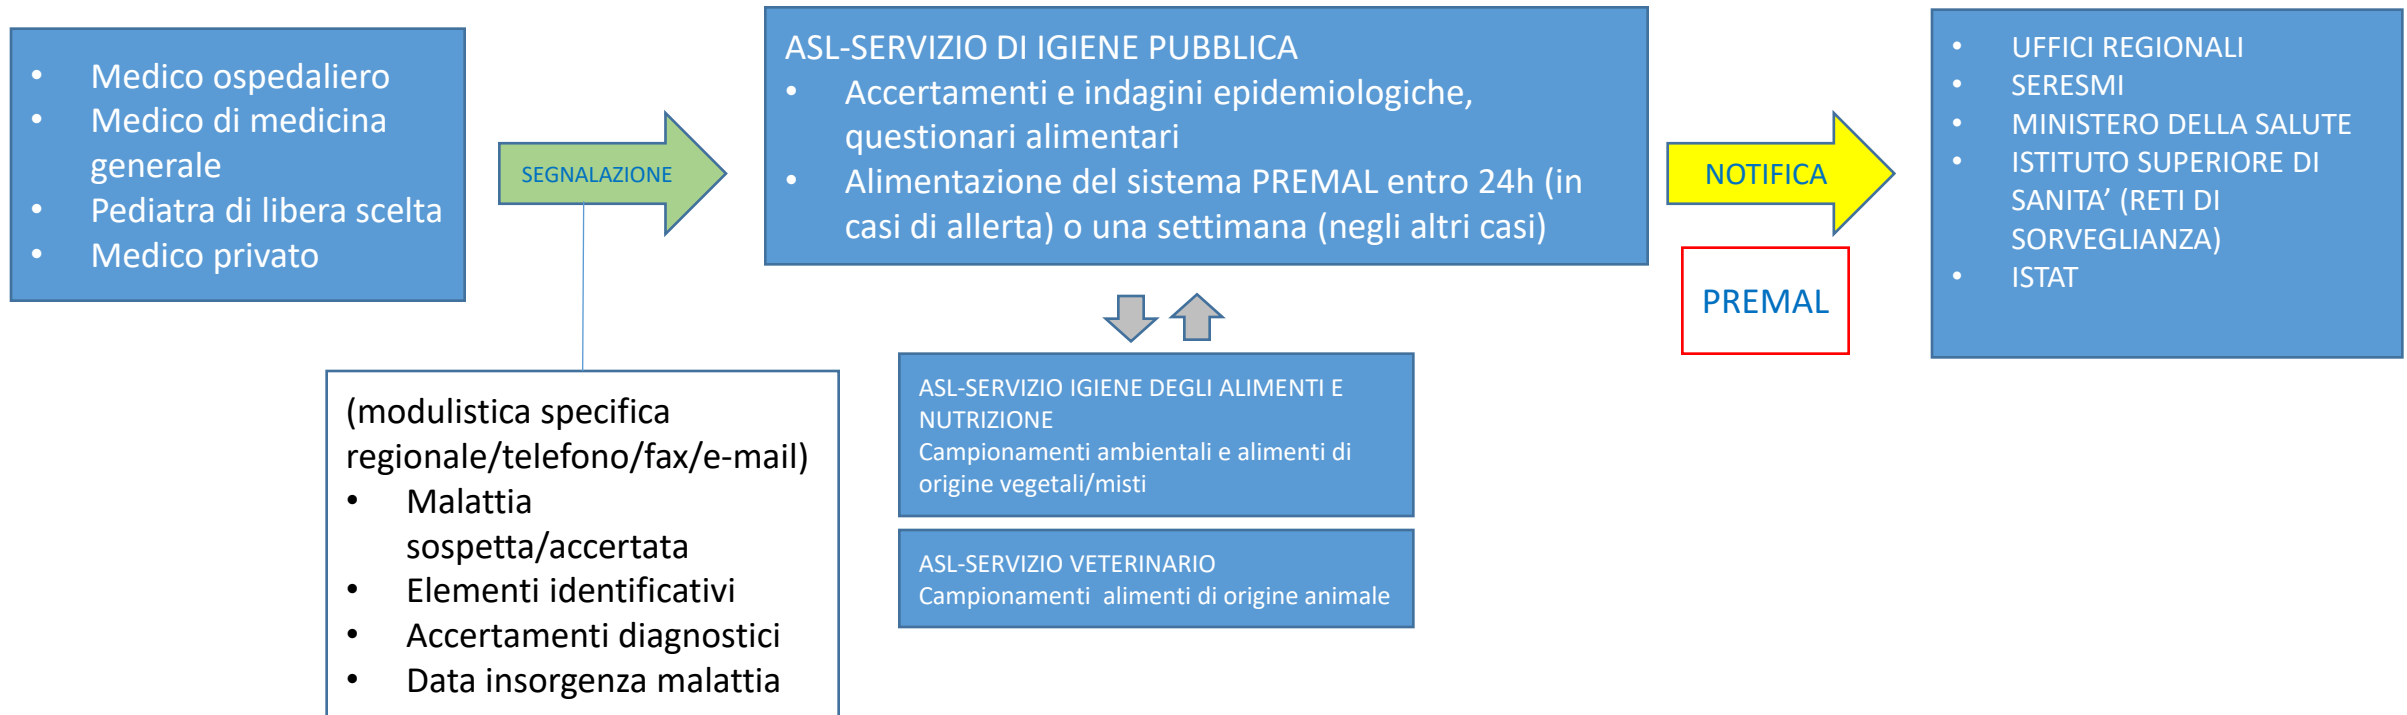 • Medico ospedaliero
• Medico di medicina
generale
• Pediatra di libera scelta
• Medico privato
SEGNALAZIONE
(modulistica specifica
regionale/telefono/fax/e-mail)
• Malattia
sospetta/accertata
• Elementi identificativi
• Accertamenti diagnostici
• Data insorgenza malattia
ASL-SERVIZIO DI IGIENE PUBBLICA
• Accertamenti e indagini epidemiologiche,
questionari alimentari
• Alimentazione del sistema PREMAL entro 24h (in
casi di allerta) o una settimana (negli altri casi)
ASL-SERVIZIO IGIENE DEGLI ALIMENTI E
NUTRIZIONE
Campionamenti ambientali e alimenti di
origine vegetali/misti
ASL-SERVIZIO VETERINARIO
Campionamenti  alimenti di origine animale
NOTIFICA
PREMAL
• UFFICI REGIONALI
• SERESMI
• MINISTERO DELLA SALUTE
• ISTITUTO SUPERIORE DI
SANITA’ (RETI DI
SORVEGLIANZA)
• ISTAT